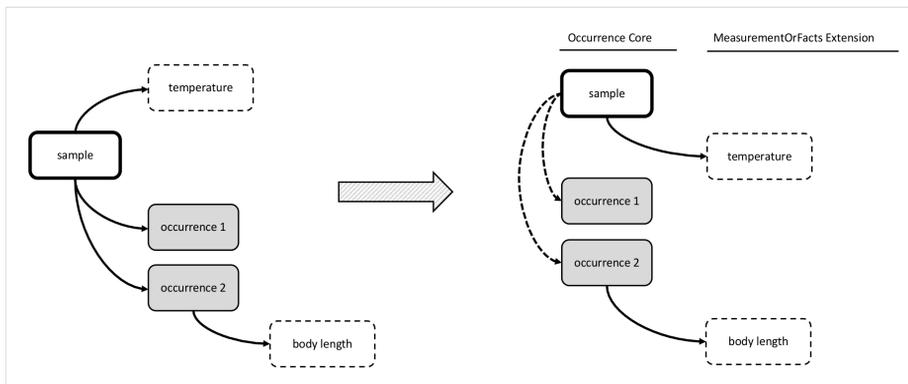 temperature
sample
occurrence 1
occurrence 2
body length
Occurrence Core
MeasurementOrFacts Extension
sample
temperature
occurrence 1
occurrence 2
body length